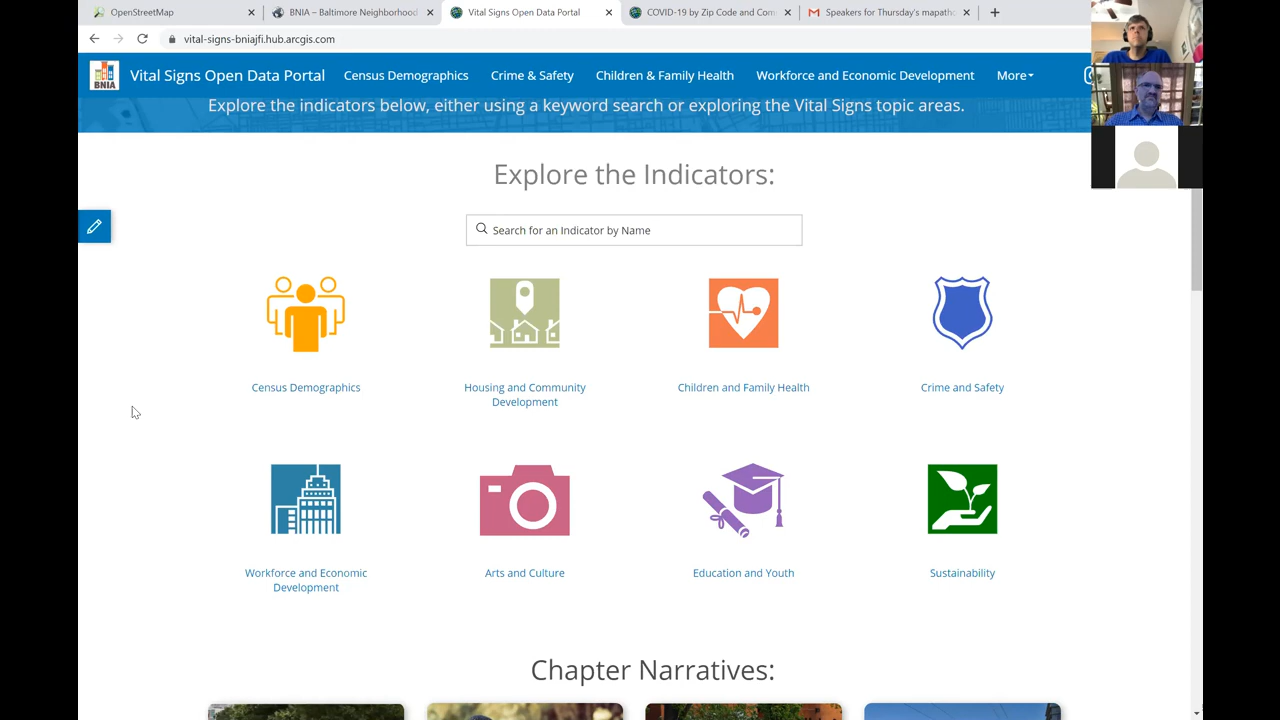 OpenStreetMap
BNIA – Baltimore Neighborhood
Vital Signs Open Data Portal
COVID-19 by Zip Code and Com
Speakers for Thursday's mapath
vital-signs-bniajfi.hub.arcgis.com
BNIA
Vital Signs Open Data Portal
Census Demographics
Crime & Safety
Children & Family Health
Workforce and Economic Development
More
Explore the indicators below, either using a keyword search or exploring the Vital Signs topic areas.
Explore the Indicators:
Search for an Indicator by Name
Census Demographics
Housing and Community
Development
Children and Family Health
Crime and Safety
Workforce and Economic
Development
Arts and Culture
Education and Youth
Sustainability
Chapter Narratives: